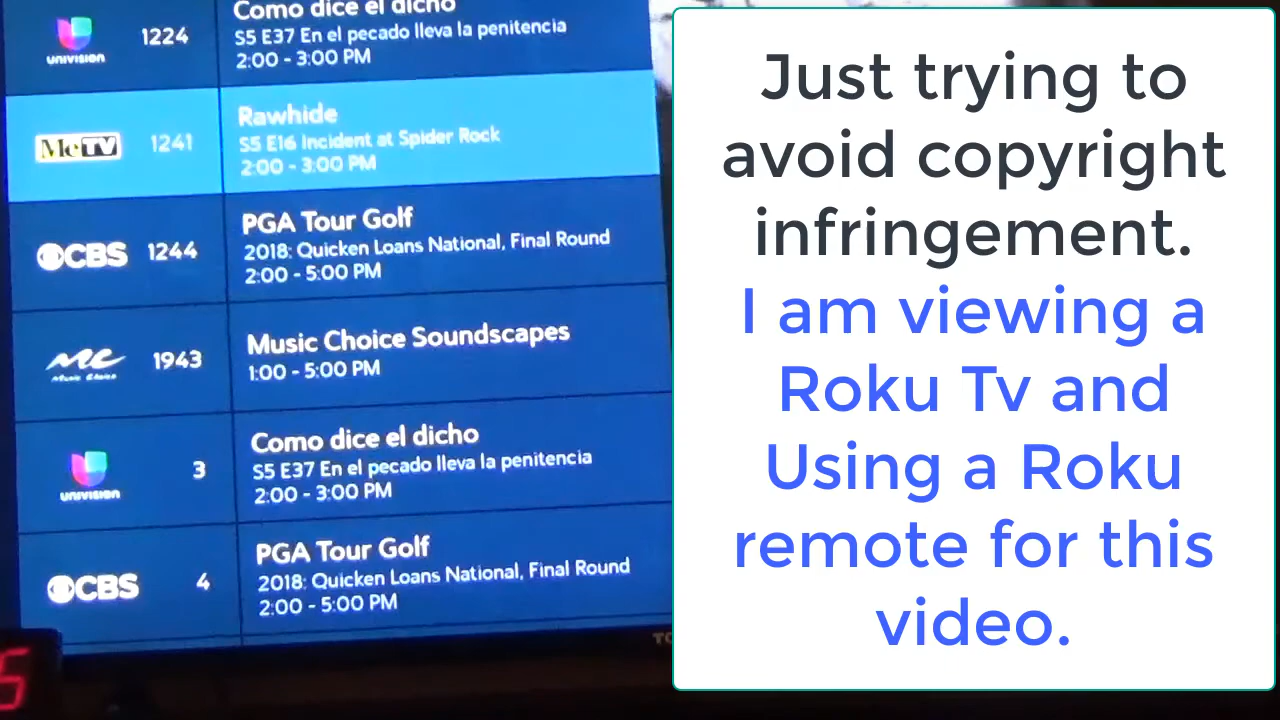 Como dice el dicho
UNIVISION 1224 S5 E37 En el pecado lleva la penitencia
2:00 - 3:00 PM
Rawhide
MeTV 1241 S5 E16 Incident at Spider Rock
2:00 - 3:00 PM
PGA Tour Golf
CBS 1244 2018: Quicken Loans National, Final Round
2:00 - 5:00 PM
Music Choice Soundscapes
mc 1943 1:00 - 5:00 PM
Music Choice
Como dice el dicho
UNIVISION 3 S5 E37 En el pecado lleva la penitencia
2:00 - 3:00 PM
PGA Tour Golf
CBS 4 2018: Quicken Loans National, Final Round
2:00 - 5:00 PM
Just trying to
avoid copyright
infringement.
I am viewing a
Roku Tv and
Using a Roku
remote for this
video.